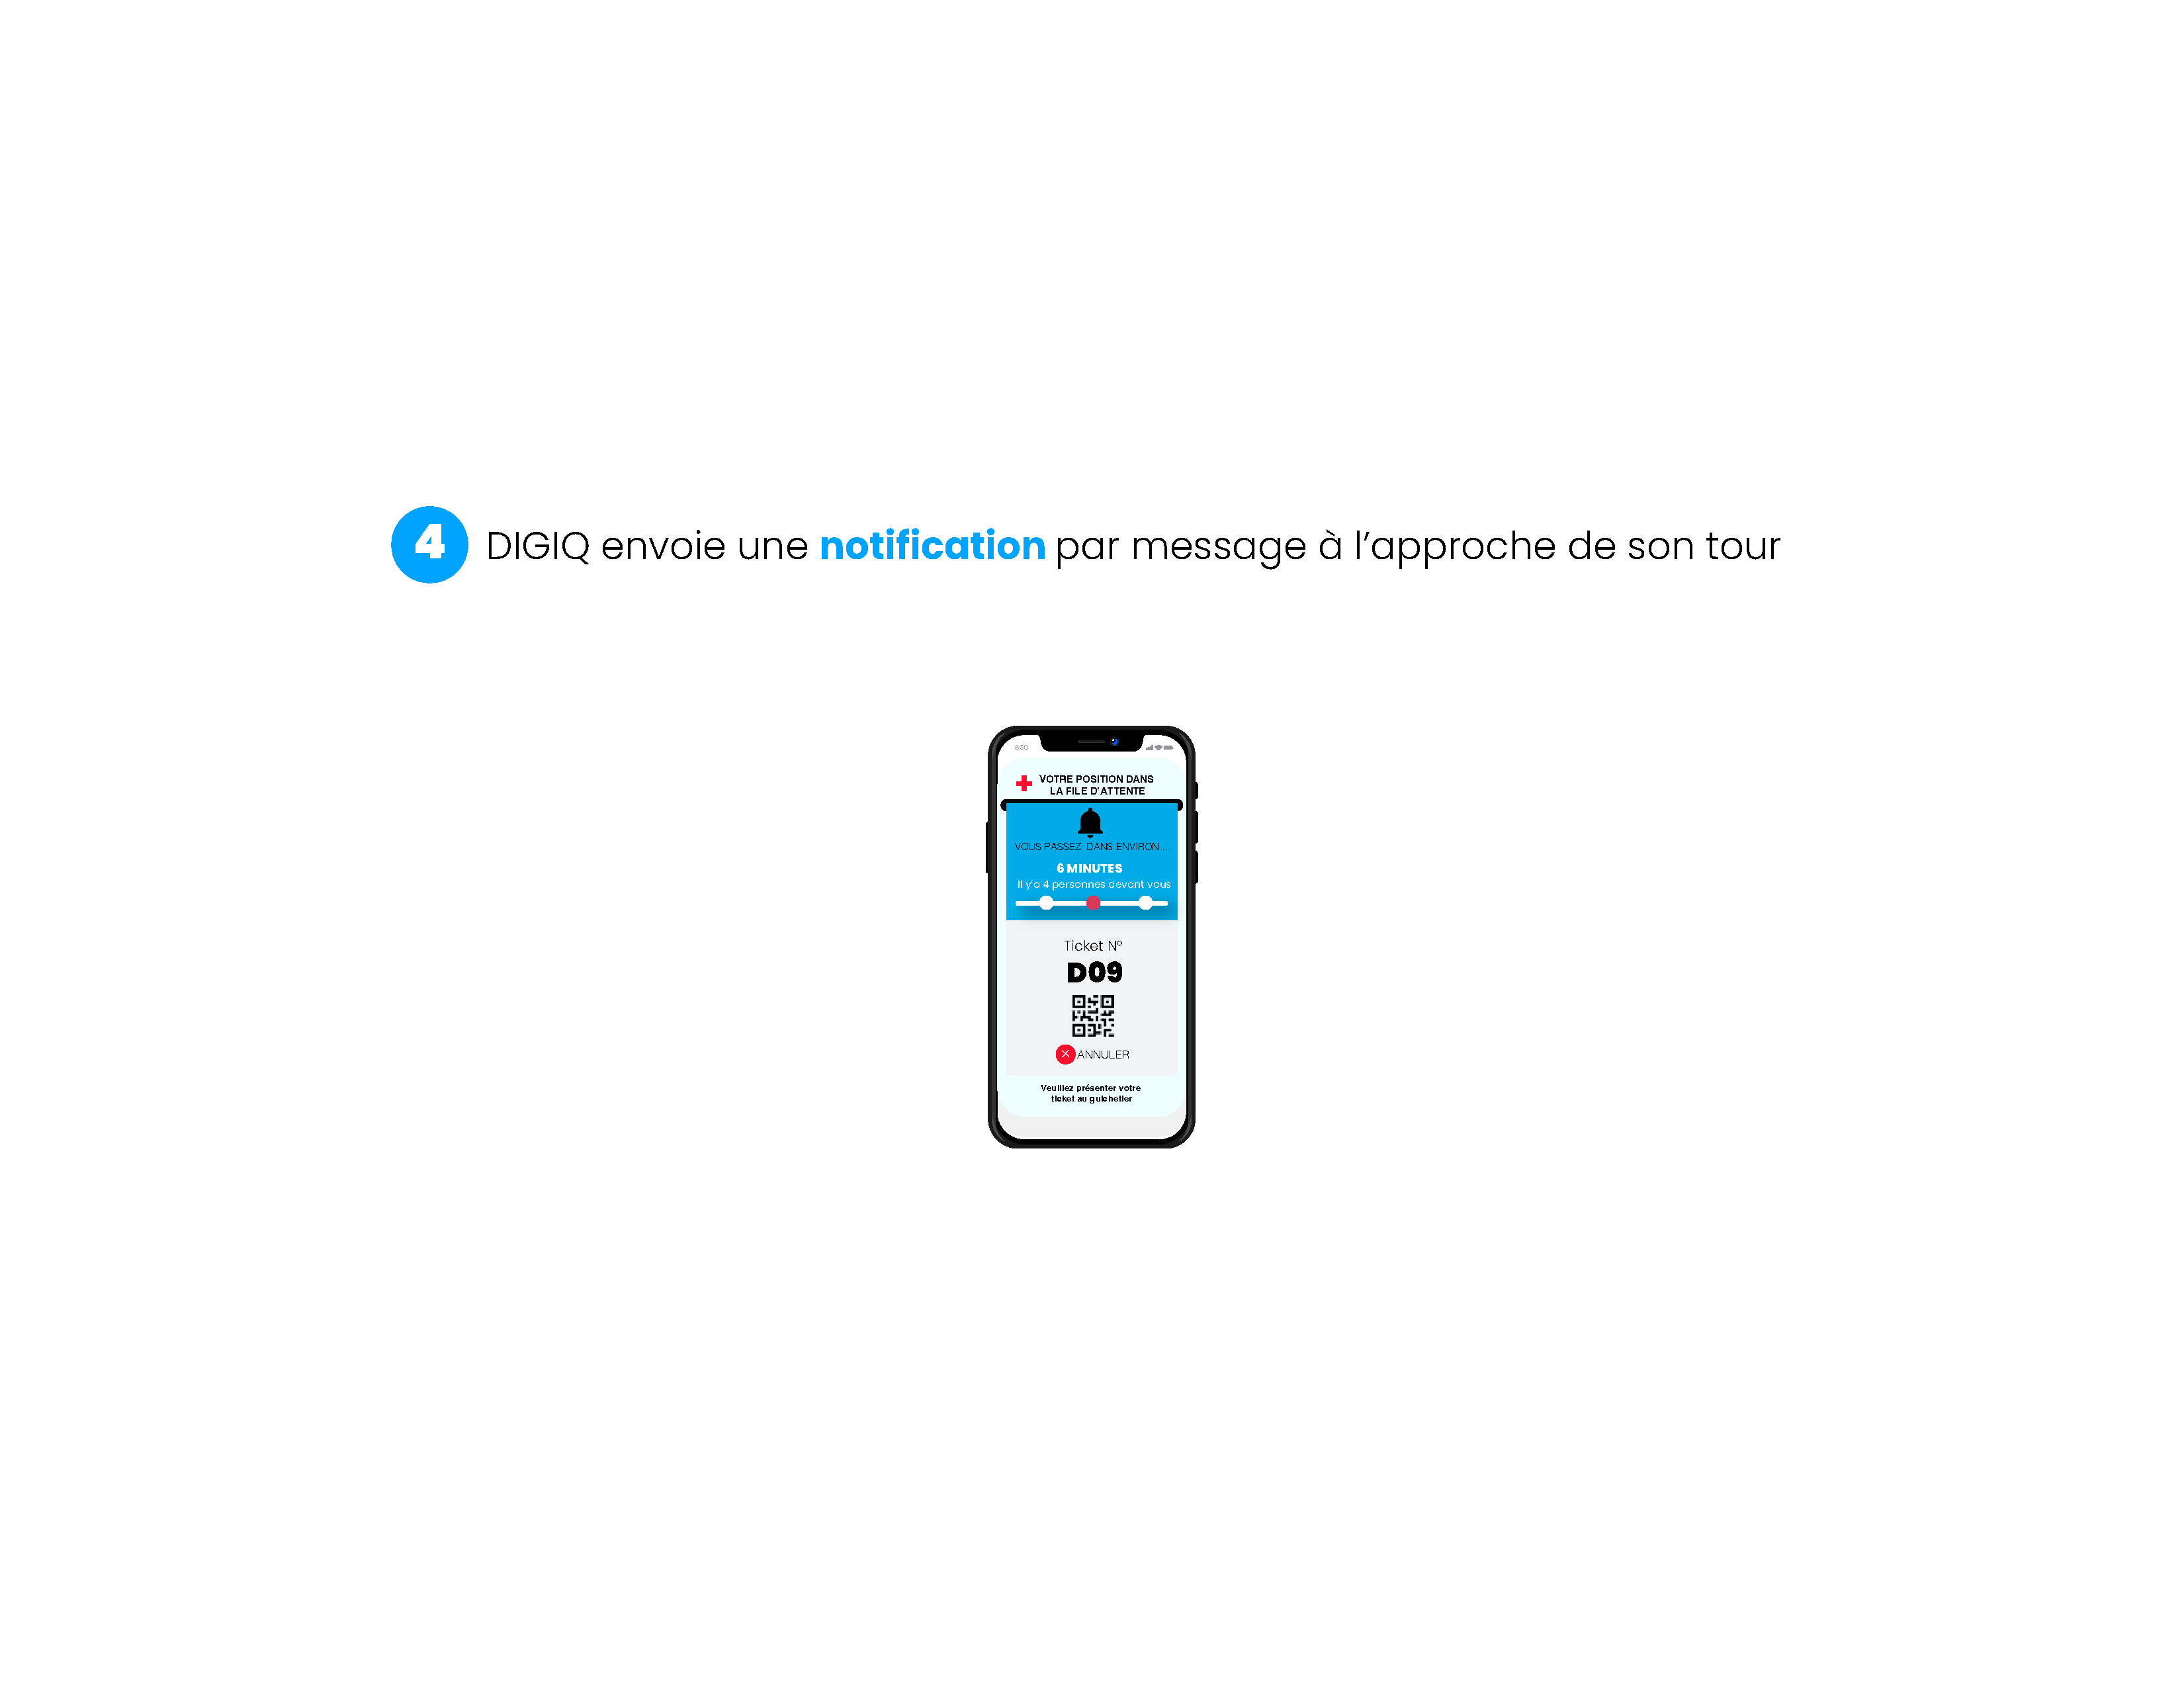 4 DIGIQ envoie une notification par message à l'approche de son tour
8:30
VOTRE POSITION DANS
LA FILE D'ATTENTE
VOUS PASSEZ DANS ENVIRON ...
6 MINUTES
Il y'a 4 personnes devant vous
Ticket N°
D09
ANNULER
Veuillez présenter votre
ticket au guichetier